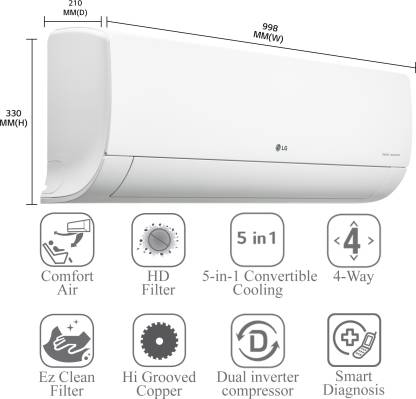 210
MM(D)
998
MM(W)
330
MM(H)
LG
5 in 1
4
Comfort
Air
HD
Filter
5-in-1 Convertible
Cooling
4-Way
D
Ez Clean
Filter
Hi Grooved
Copper
Dual inverter
compressor
Smart
Diagnosis